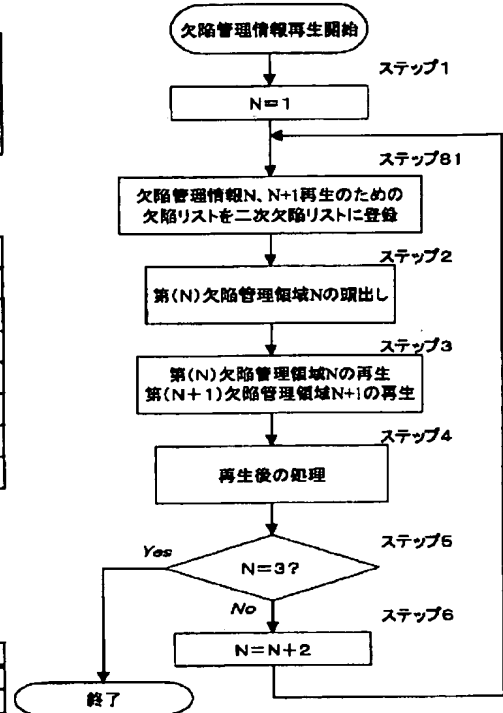 欠陥管理情報再生開始
ステップ1
N=1
ステップ81
欠陥管理情報N、N+1再生のための
欠陥リストを二次欠陥リストに登録
ステップ2
第(N)欠陥管理領域Nの頭出し
ステップ3
第(N)欠陥管理領域Nの再生
第(N+1)欠陥管理領域N+1の再生
ステップ4
再生後の処理
ステップ5
Yes
N=3?
No
ステップ6
N=N+2
終了